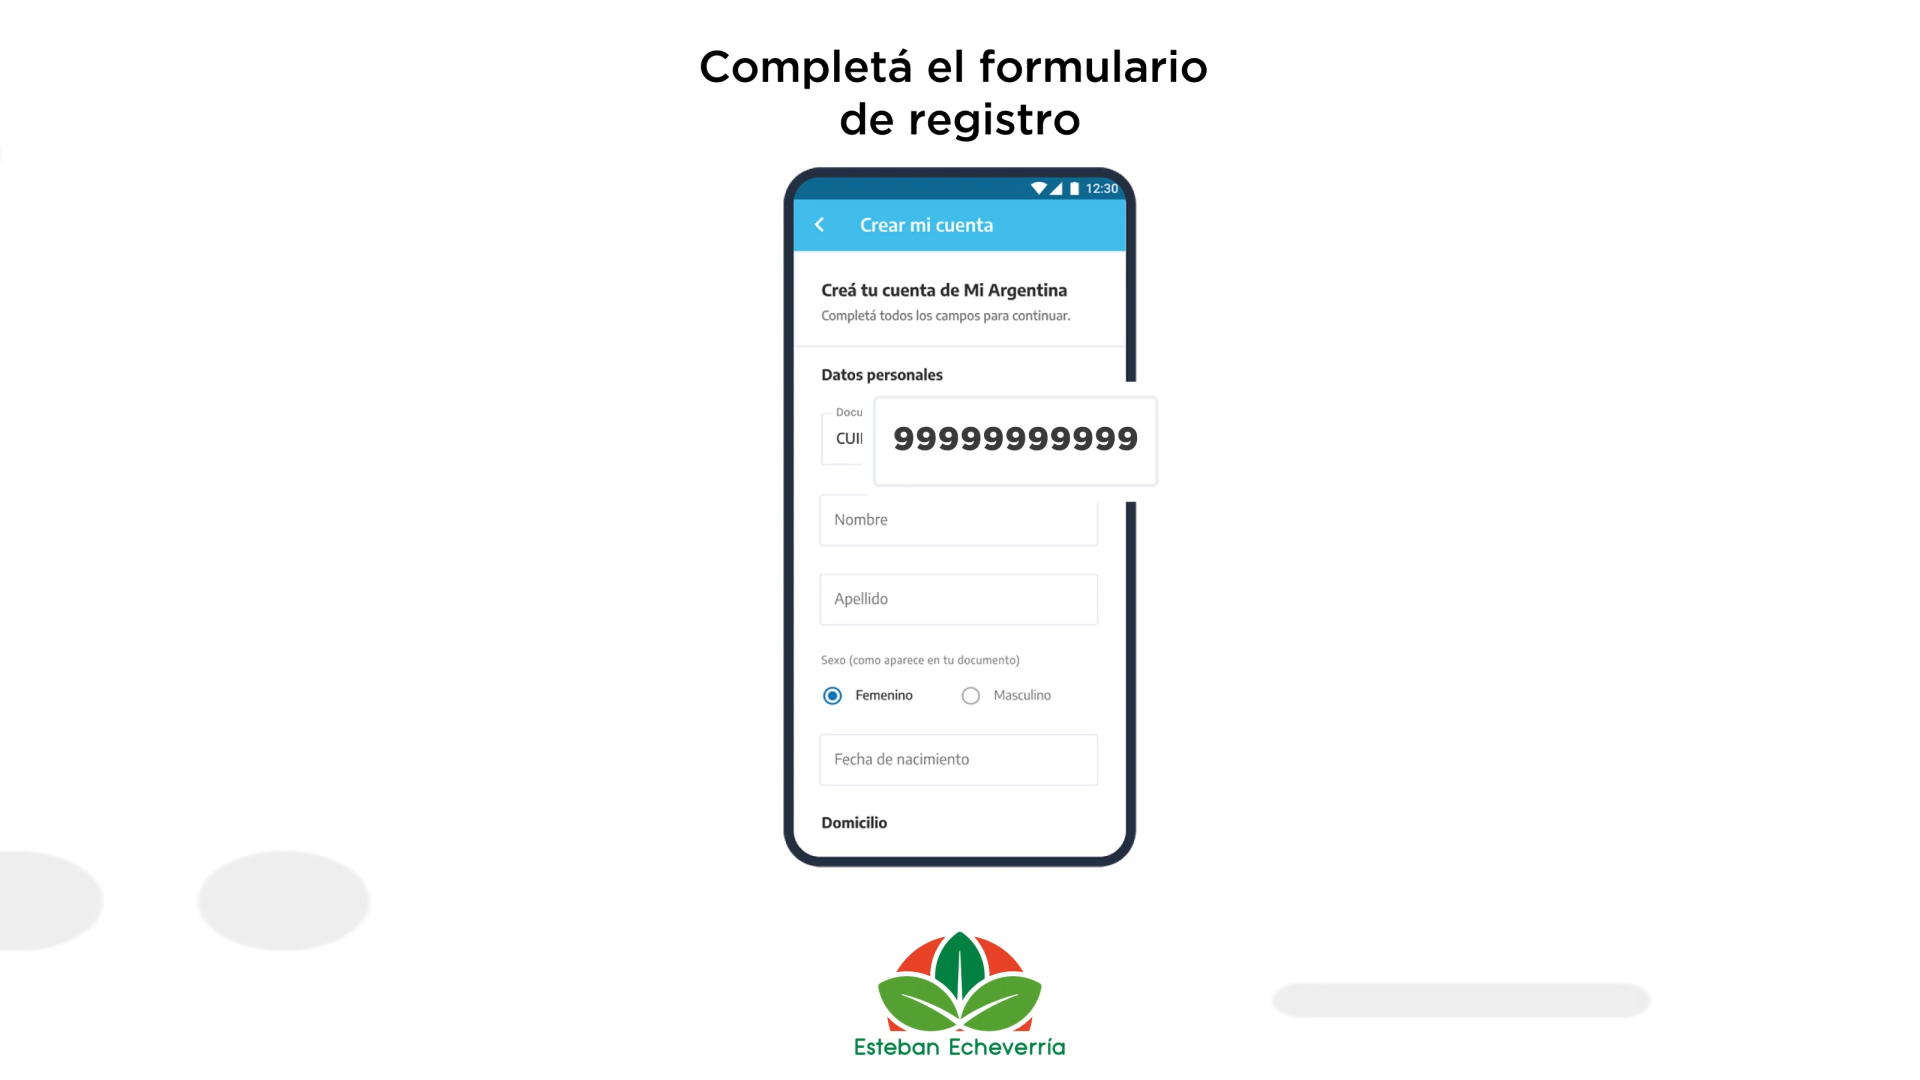 Completá el formulario
de registro
12:30
Crear mi cuenta
Creá tu cuenta de Mi Argentina
Completá todos los campos para continuar.
Datos personales
99999999999
Nombre
Apellido
Sexo (como aparece en tu documento)
Femenino Masculino
Fecha de nacimiento
Domicilio
Esteban Echeverría